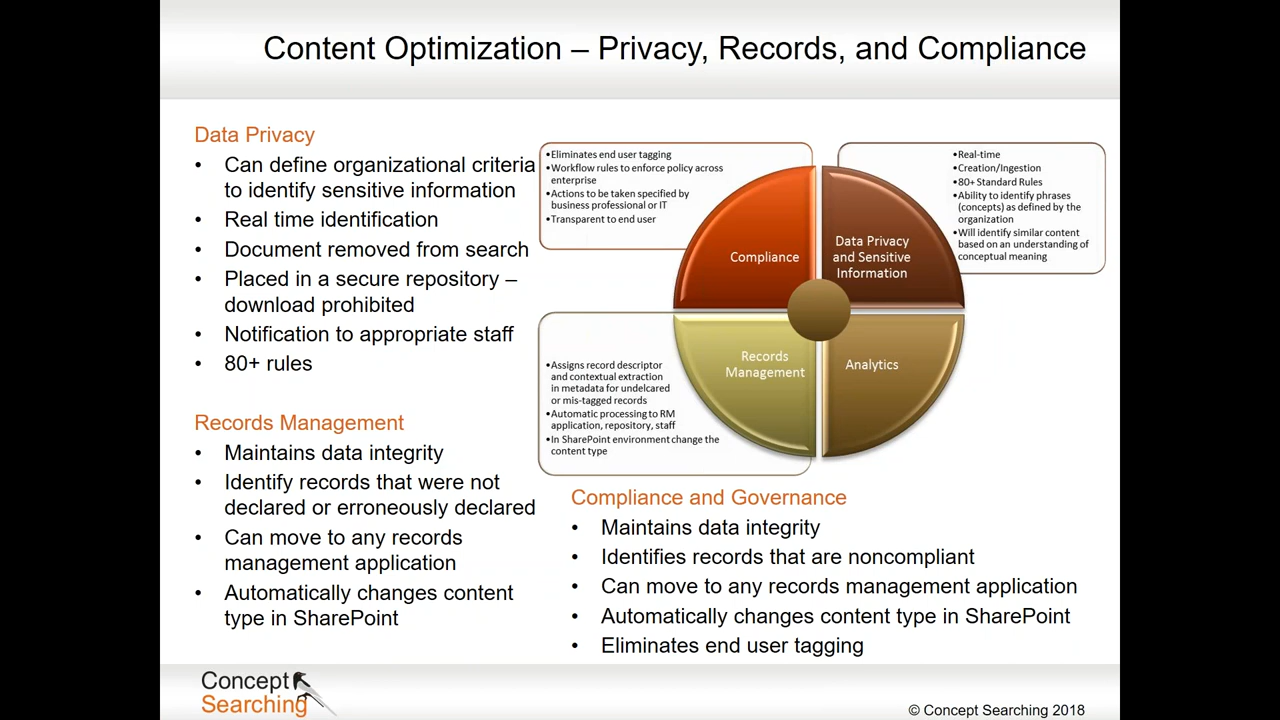 Content Optimization – Privacy, Records, and Compliance
Data Privacy
• Can define organizational criteria
to identify sensitive information
• Real time identification
• Document removed from search
• Placed in a secure repository –
download prohibited
• Notification to appropriate staff
• 80+ rules
Records Management
• Maintains data integrity
• Identify records that were not
declared or erroneously declared
• Can move to any records
management application
• Automatically changes content
type in SharePoint
•Eliminates end user tagging
•Workflow rules to enforce policy across
enterprise
•Actions to be taken specified by
business professional or IT
•Transparent to end user
Compliance
•Real-time
•Creation/Ingestion
•80+ Standard Rules
•Ability to identify phrases
(concepts) as defined by the
organization
•Will identify similar content
based on an understanding of
conceptual meaning
Data Privacy
and Sensitive
Information
•Assigns record descriptor
and contextual extraction
in metadata for undelcared
or mis-tagged records
•Automatic processing to RM
application, repository, staff
•In SharePoint environment change the
content type
Records
Management
Analytics
Compliance and Governance
• Maintains data integrity
• Identifies records that are noncompliant
• Can move to any records management application
• Automatically changes content type in SharePoint
• Eliminates end user tagging
Concept
Searching
© Concept Searching 2018